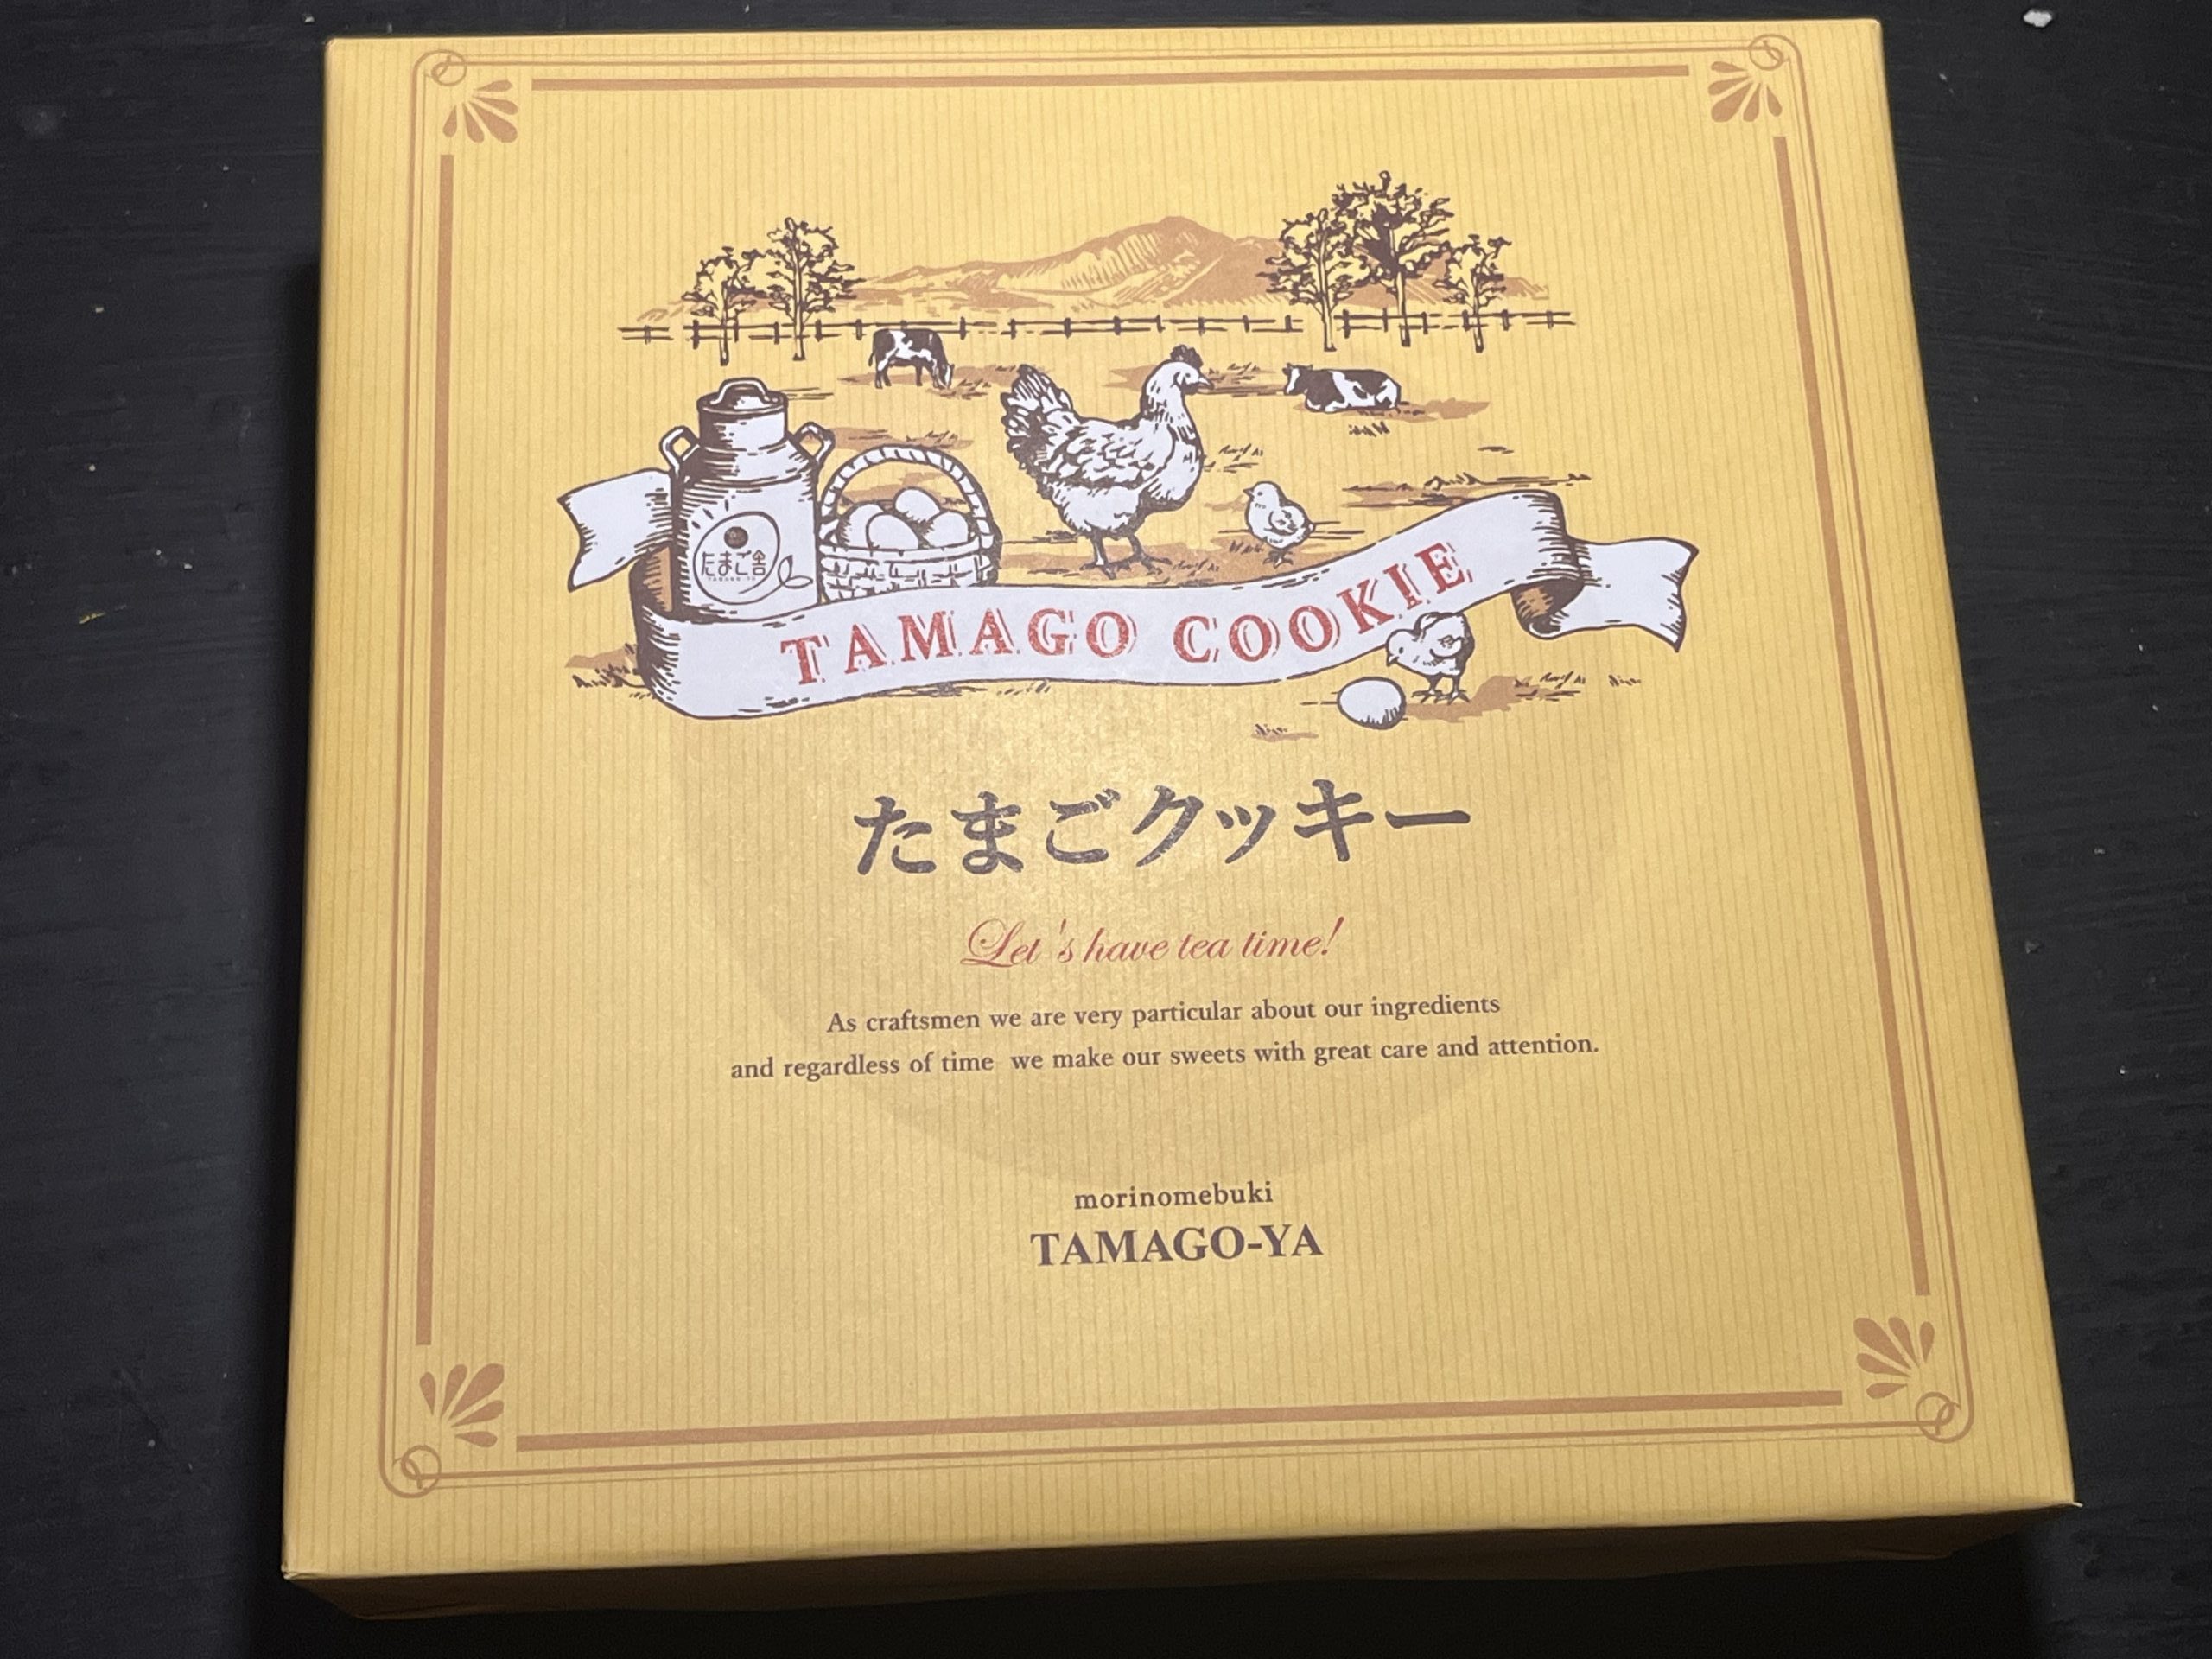 たまご舎
TAMAGO-YA
TAMAGO COOKIE
たまごクッキー
Let's have tea time!
As craftsmen we are very particular about our ingredients
and regardless of time we make our sweets with great care and attention.
morinomebuki
TAMAGO-YA